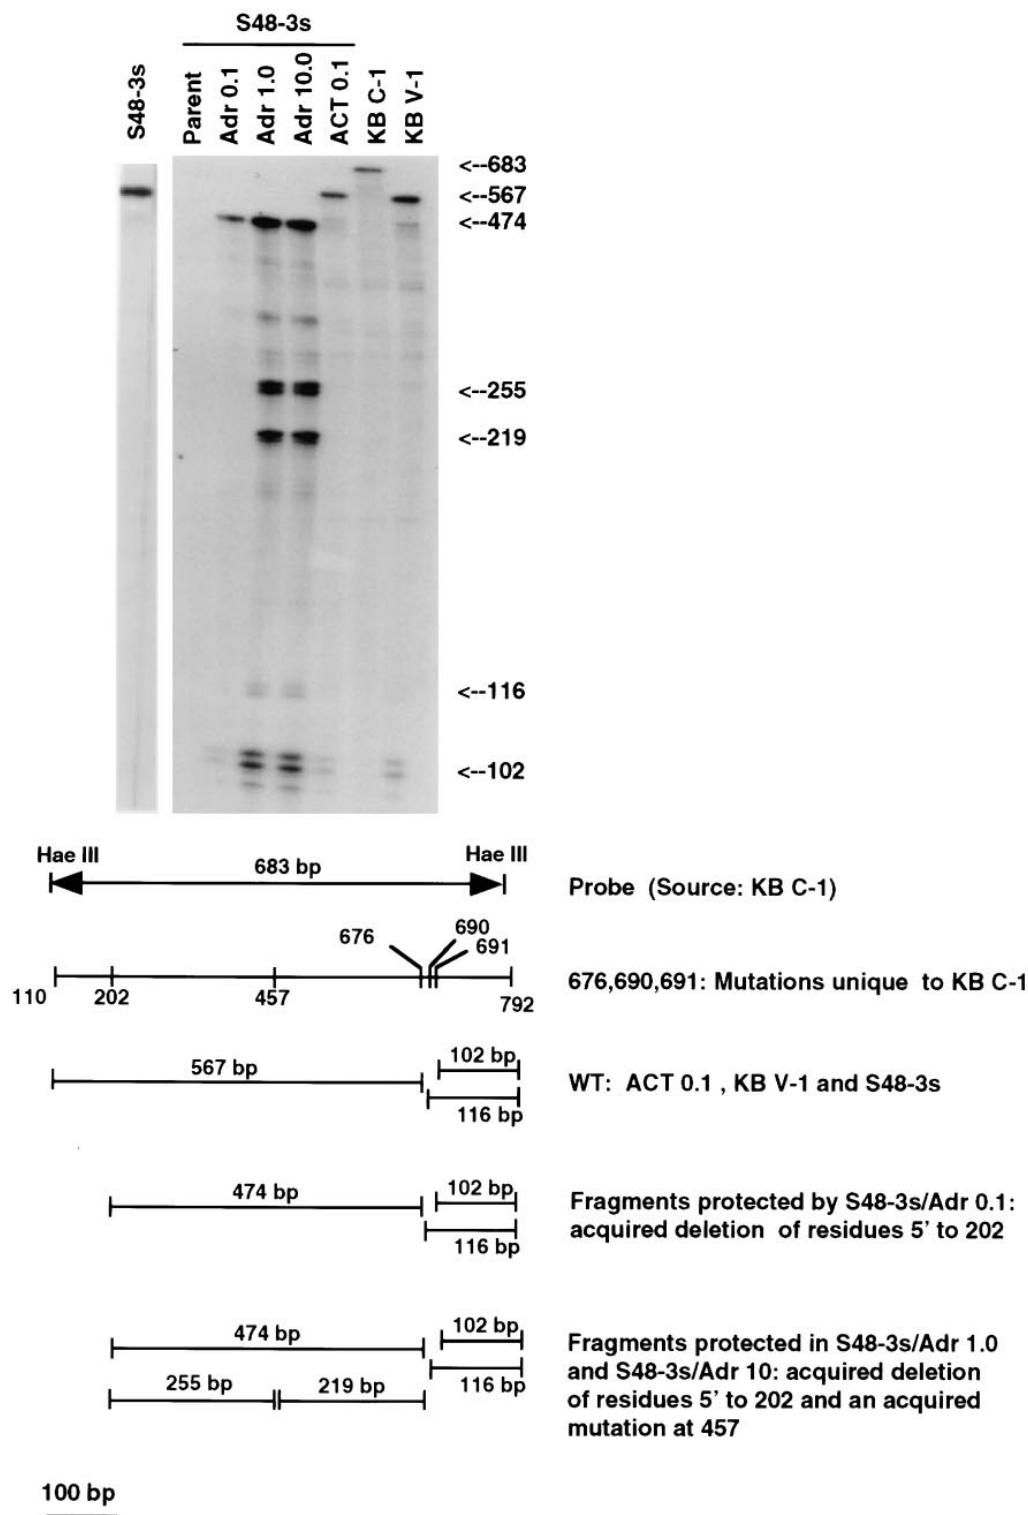 S48-3s
S48-3s
Parent
Adr 0.1
Adr 1.0
Adr 10.0
ACT 0.1
KB C-1
KB V-1
<--683
<--567
<--474
<--255
<--219
<--116
<--102
Hae III
683 bp
Hae III
Probe (Source: KB C-1)
676
690
691
110
202
457
792
676,690,691: Mutations unique to KB C-1
567 bp
102 bp
116 bp
WT: ACT 0.1 , KB V-1 and S48-3s
474 bp
102 bp
116 bp
Fragments protected by S48-3s/Adr 0.1:
acquired deletion of residues 5' to 202
474 bp
102 bp
116 bp
255 bp
219 bp
Fragments protected in S48-3s/Adr 1.0
and S48-3s/Adr 10: acquired deletion
of residues 5' to 202 and an acquired
mutation at 457
100 bp